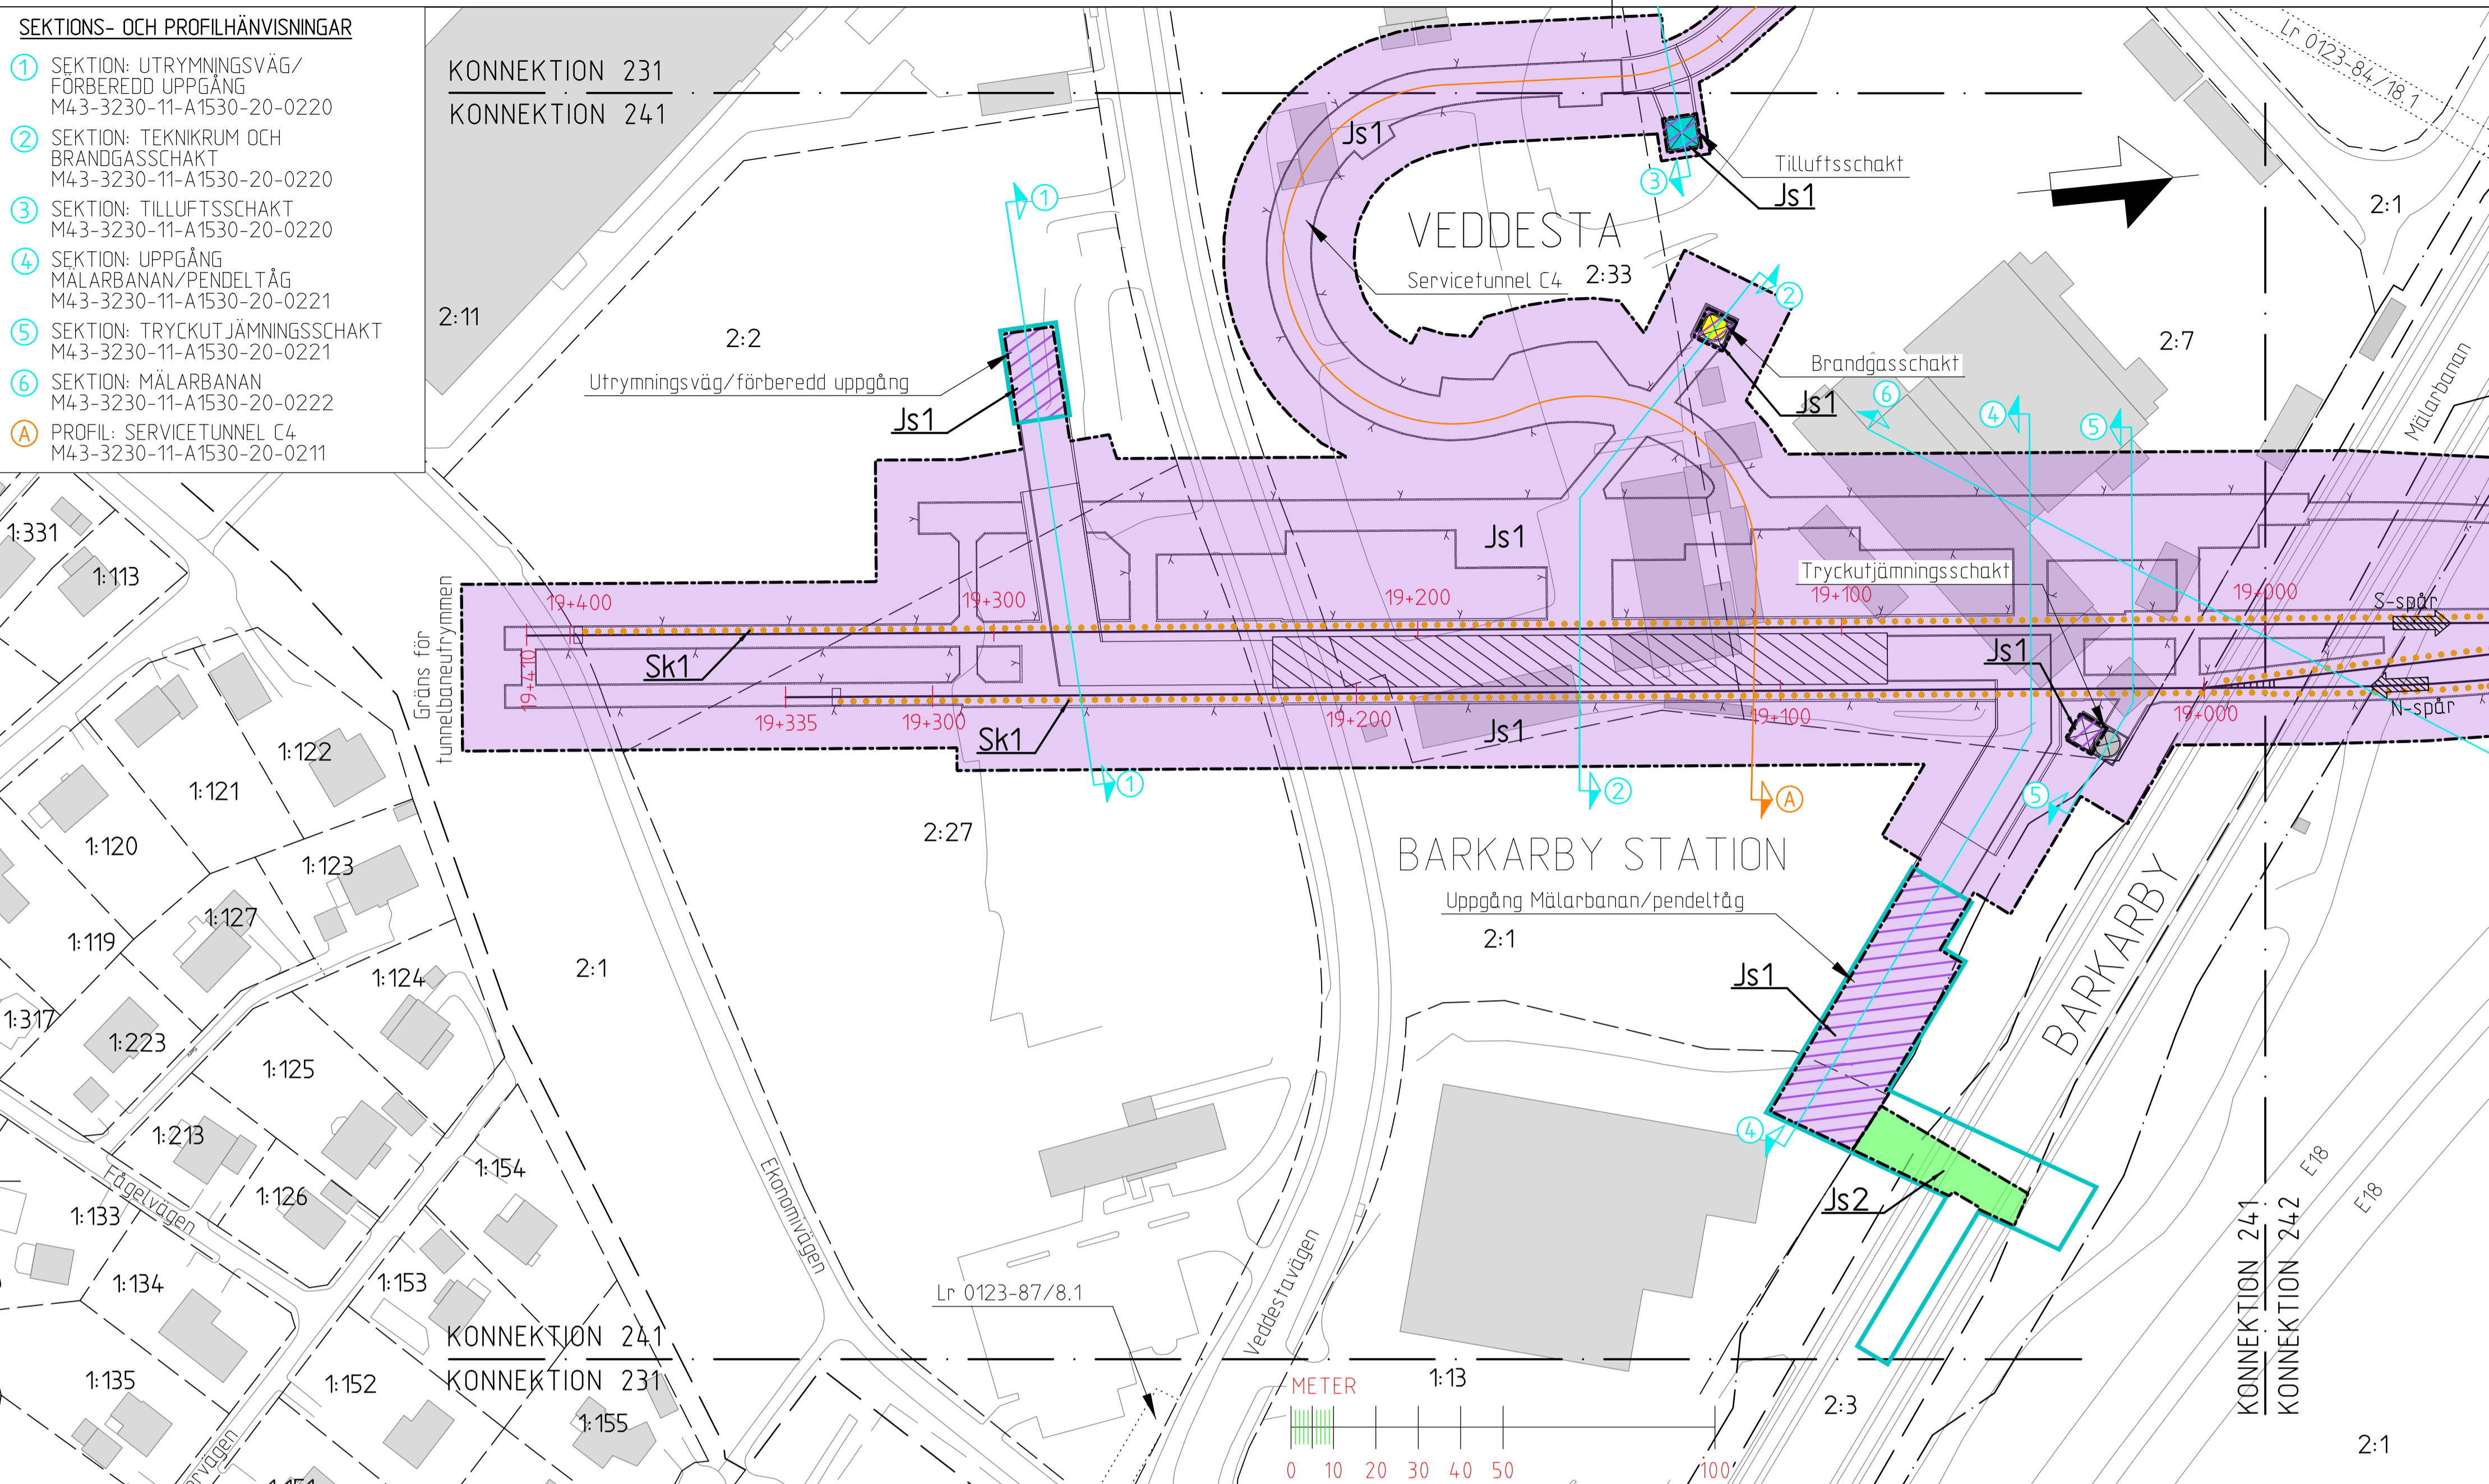 SEKTIONS- OCH PROFILHÄNVISNINGAR
1 SEKTION: UTRYMNINGSVÄG/
FÖRBEREDD UPPGÅNG
M43-3230-11-A1530-20-0220
2 SEKTION: TEKNIKRUM OCH
BRANDGASSCHAKT
M43-3230-11-A1530-20-0220
3 SEKTION: TILLUFTSSCHAKT
M43-3230-11-A1530-20-0220
4 SEKTION: UPPGÅNG
MÄLARBANAN/PENDELTÅG
M43-3230-11-A1530-20-0221
5 SEKTION: TRYCKUTJÄMNINGSSCHAKT
M43-3230-11-A1530-20-0221
6 SEKTION: MÄLARBANAN
M43-3230-11-A1530-20-0222
A PROFIL: SERVICETUNNEL C4
M43-3230-11-A1530-20-0211
KONNEKTION 231
KONNEKTION 241
Lr 0123-84/18.1
Js1
Tilluftsschakt
Js1
3
1
2:1
VEDDESTA
Servicetunnel C4
2:33
2
2:11
2:2
2:7
Mälarbanan
Utrymningsväg/förberedd uppgång
Js1
Brandgasschakt
Js1
6
4
5
1:331
1:113
Js1
Tryckutjämningsschakt
Gräns för
tunnelbaneutrymmen
19+400
19+300
19+200
19+100
19+000
S-spår
Sk1
19+410
Js1
19+335
19+300
19+200
19+100
19+000
N-spår
Sk1
Js1
1:122
1:121
1
2
A
5
1:120
2:27
BARKARBY STATION
1:123
Uppgång Mälarbanan/pendeltåg
1:127
1:119
2:1
2:1
1:124
Js1
BARKARBY
1:317
1:223
1:125
1:213
4
1:154
1:126
Fågelvägen
1:133
Ekonomivägen
Js2
E18
E18
1:134
1:153
Lr 0123-87/8.1
Veddestavägen
KONNEKTION 241
KONNEKTION 242
KONNEKTION 241
KONNEKTION 231
1:135
1:152
1:13
METER
2:3
1:155
2:1
0 10 20 30 40 50 100